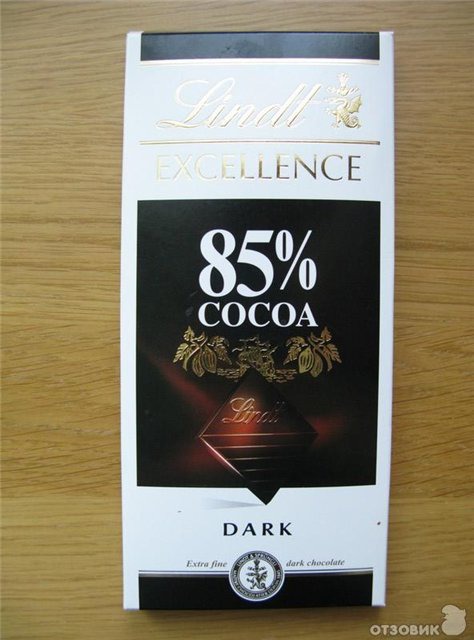 Lindt
EXCELLENCE
85%
COCOA
Lindt
DARK
Extra fine dark chocolate
ОТЗОВИК